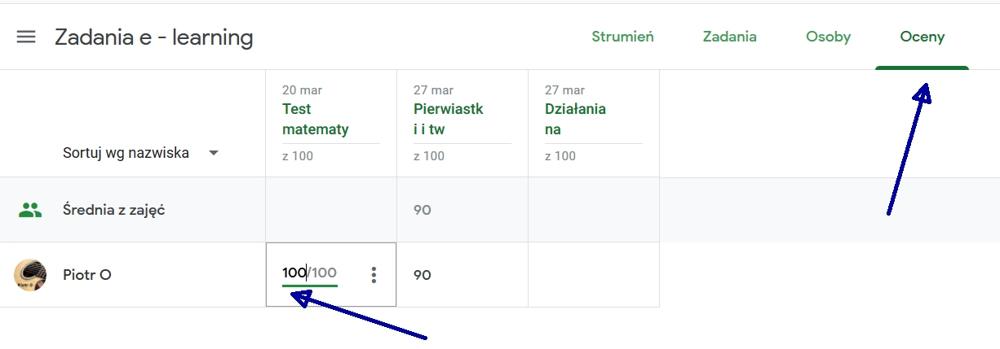 Zadania e - learning
Strumień
Zadania
Osoby
Oceny
Sortuj wg nazwiska
20 mar
Test
matematy
z 100
27 mar
Pierwiastk
i i tw
z 100
27 mar
Działania
na
z 100
Średnia z zajęć
90
Piotr O
100/100
90